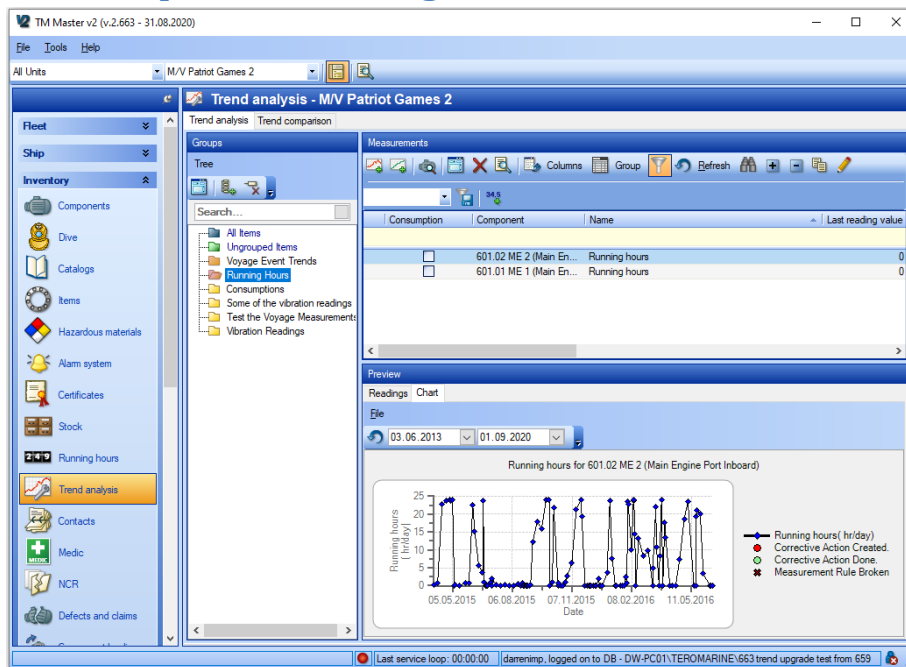 TM Master v2 (v.2.663 - 31.08.2020)
File Tools Help
All Units M/V Patriot Games 2
Trend analysis - M/V Patriot Games 2
Trend analysis Trend comparison
Fleet
Ship
Inventory
Components
Dive
Catalogs
Items
Hazardous materials
Alarm system
Certificates
Stock
Running hours
Trend analysis
Contacts
MEDIC
Medic
NCR
Defects and claims
Groups
Tree
Search...
All Items
Ungrouped Items
Voyage Event Trends
Running Hours
Consumptions
Some of the vibration readings
Test the Voyage Measurements
Vibration Readings
Measurements
Columns Group Refresh
34,5
Consumption Component Name Last reading value
601.02 ME 2 (Main En... Running hours 0
601.01 ME 1 (Main En... Running hours 0
Preview
Readings Chart
File
03.06.2013 01.09.2020
Running hours for 601.02 ME 2 (Main Engine Port Inboard)
Running hours
( hr/day)
25
20
15
10
5
0
05.05.2015 06.08.2015 07.11.2015 08.02.2016 11.05.2016
Date
Running hours( hr/day)
Corrective Action Created.
Corrective Action Done.
Measurement Rule Broken
Last service loop: 00:00:00 darrenimp, logged on to DB - DW-PC01\TEROMARINE\663 trend upgrade test from 659